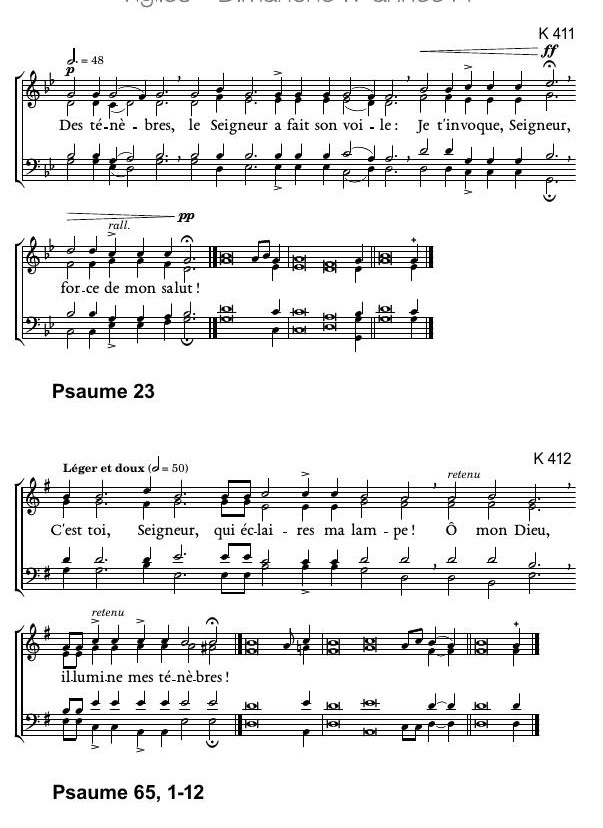 K 411
= 48
p
ff
Des té-nè - bres, le Seigneur a fait son voi - le: Je t'invoque, Seigneur,
pp
rall.
for-ce de mon salut !
Psaume 23
K 412
Léger et doux ( = 50)
retenu
C'est toi, Seigneur, qui éc-lai - res ma lam - pe ! Ô mon Dieu,
retenu
il-lumi-ne mes té-nè-bres !
Psaume 65, 1-12